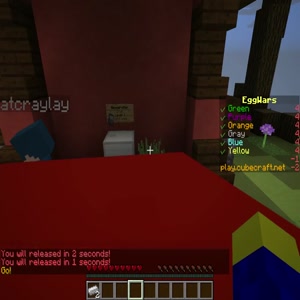 atcraylay
EggWars
✓ Green
✓ Purple
✓ Orange
✓ Gray
✓ Blue
✓ Yellow
play.cubecraft.net
You will released in 2 seconds!
You will released in 1 seconds!
Go!